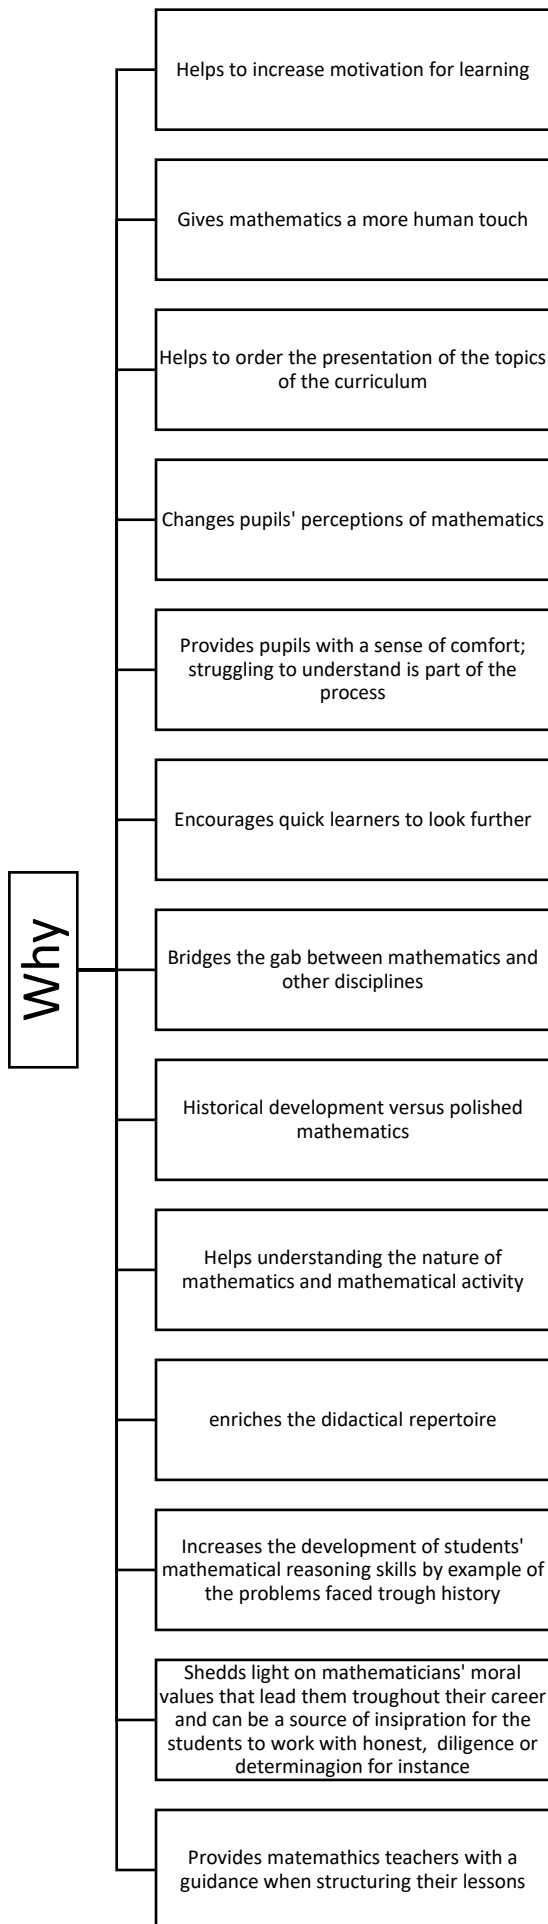 Why
Helps to increase motivation for learning
Gives mathematics a more human touch
Helps to order the presentation of the topics
of the curriculum
Changes pupils' perceptions of mathematics
Provides pupils with a sense of comfort;
struggling to understand is part of the
process
Encourages quick learners to look further
Bridges the gab between mathematics and
other disciplines
Historical development versus polished
mathematics
Helps understanding the nature of
mathematics and mathematical activity
enriches the didactical repertoire
Increases the development of students'
mathematical reasoning skills by example of
the problems faced trough history
Shedds light on mathematicians' moral
values that lead them troughout their career
and can be a source of insipration for the
students to work with honest, diligence or
determinagion for instance
Provides matemathics teachers with a
guidance when structuring their lessons